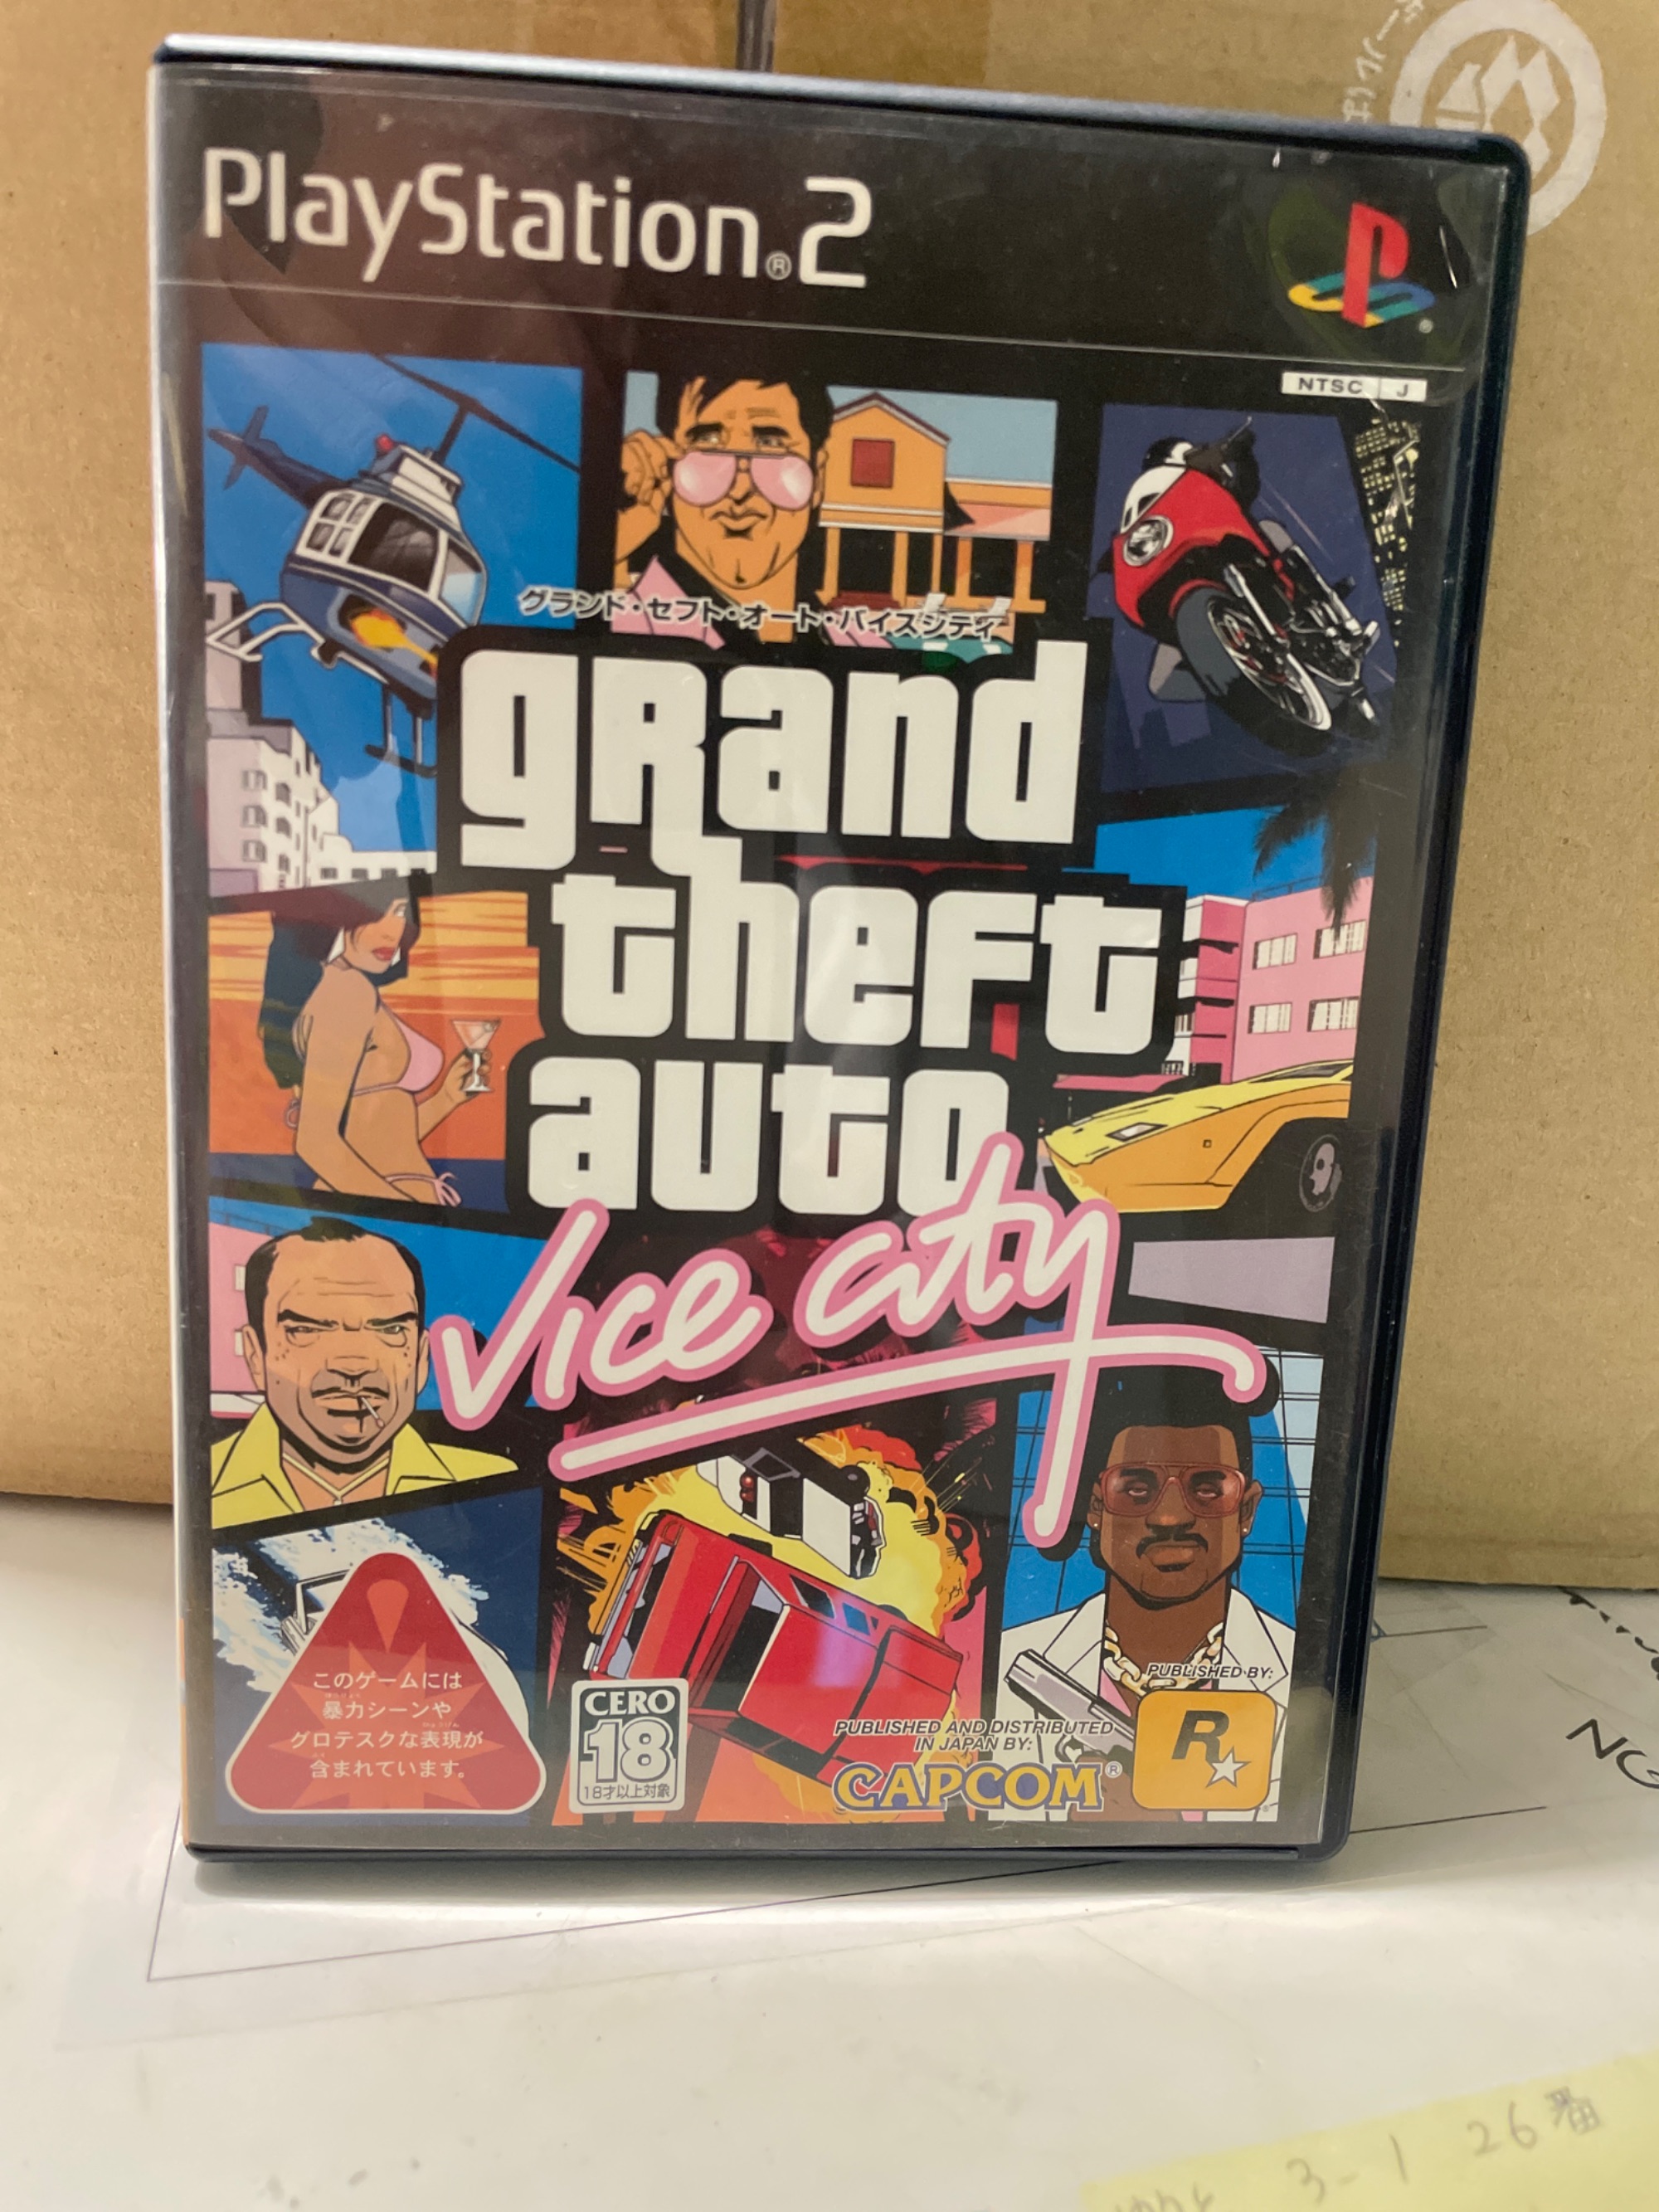 PlayStation®2
NTSC J
グランド・セフト・オート・バイスシティ
grand
theft
auto
vice city
このゲームには
暴力シーンや
グロテスクな表現が
含まれています。
CERO
18
18才以上対象
PUBLISHED AND DISTRIBUTED
IN JAPAN BY:
CAPCOM®
PUBLISHED BY:
R
3-1 26番